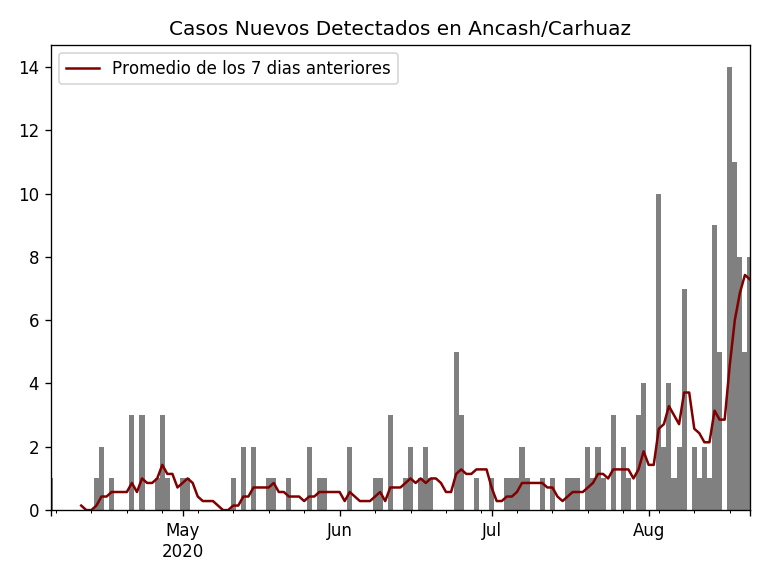 Casos Nuevos Detectados en Ancash/Carhuaz
Promedio de los 7 dias anteriores
14
12
10
8
6
4
2
0
May
2020
Jun
Jul
Aug